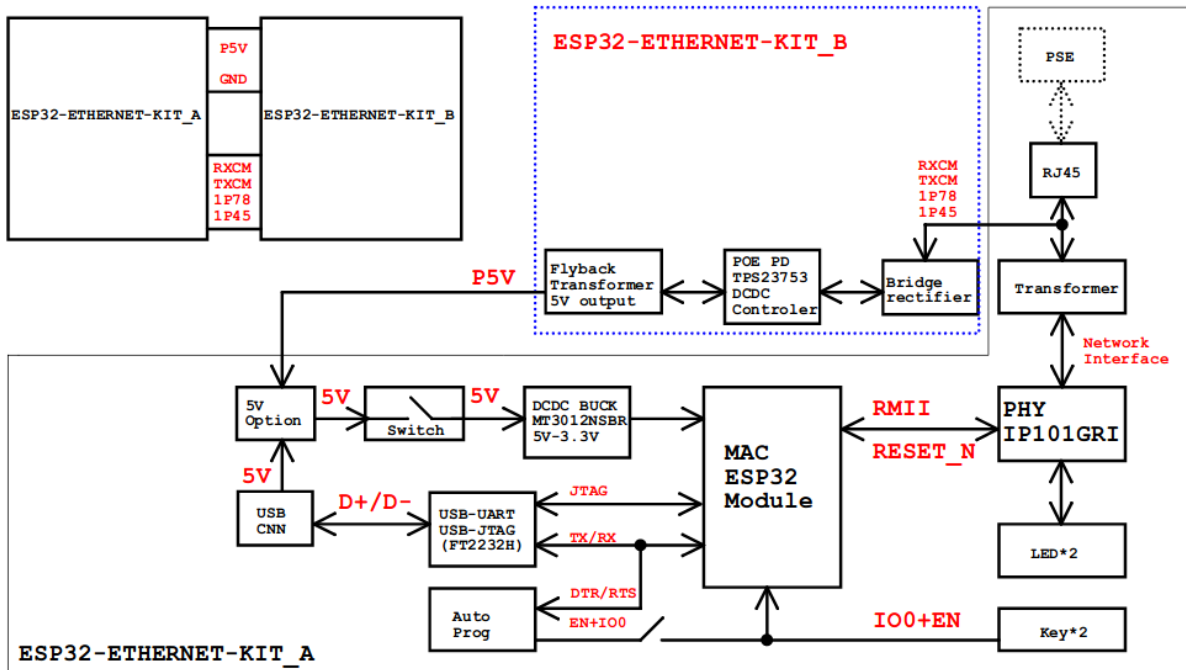 P5V
GND
ESP32-ETHERNET-KIT_A
ESP32-ETHERNET-KIT_B
RXCM
TXCM
1P78
1P45
ESP32-ETHERNET-KIT_B
PSE
RJ45
RXCM
TXCM
1P78
1P45
P5V
Flyback
Transformer
5V output
POE PD
TPS23753
DCDC
Controler
Bridge
rectifier
Transformer
Network
Interface
5V
Option
5V
Switch
5V
DCDC BUCK
MT3012NSBR
5V-3.3V
MAC
ESP32
Module
RMII
RESET_N
PHY
IP101GRI
5V
USB
CNN
D+/D-
USB-UART
USB-JTAG
(FT2232H)
JTAG
TX/RX
LED*2
DTR/RTS
EN+IO0
Auto
Prog
IO0+EN
Key*2
ESP32-ETHERNET-KIT_A